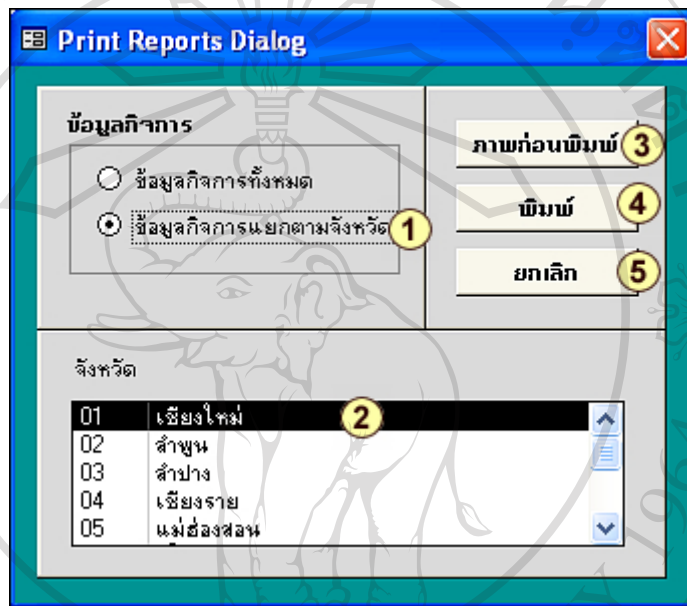 Print Reports Dialog
ข้อมูลกิจการ
ข้อมูลกิจการทั้งหมด
ข้อมูลกิจการแยกตามจังหวัด 1
ภาพก่อนพิมพ์ 3
พิมพ์ 4
ยกเลิก 5
จังหวัด
01 เชียงใหม่ 2
02 ลำพูน
03 ลำปาง
04 เชียงราย
05 แม่ฮ่องสอน